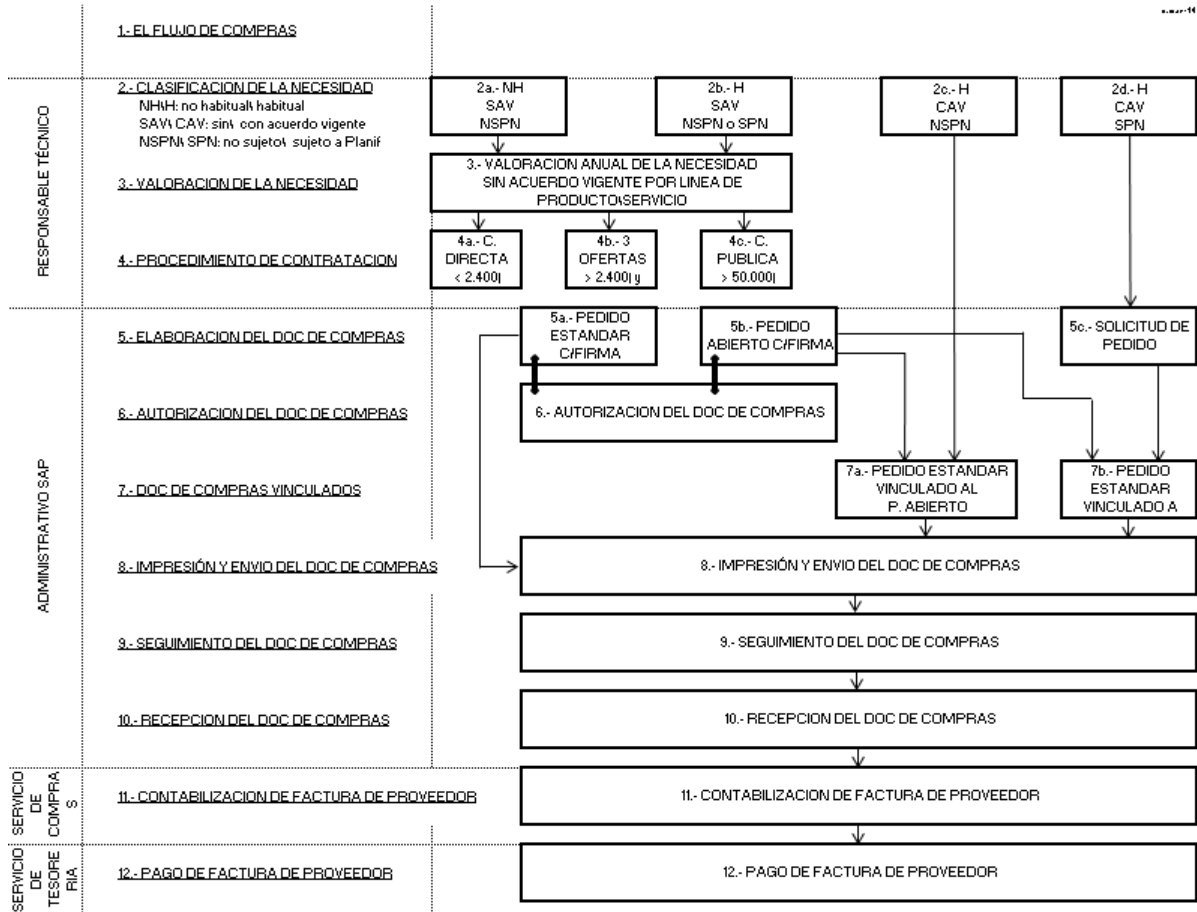 1.- EL FLUJO DE COMPRAS
RESPONSABLE TÉCNICO
2.- CLASIFICACION DE LA NECESIDAD
NH\H: no habitual\ habitual
SAV\ CAV: sin\ con acuerdo vigente
NSPN\ SPN: no sujeto\ sujeto a Planif
2a.- NH
SAV
NSPN
2b.- H
SAV
NSPN o SPN
2c.- H
CAV
NSPN
2d.- H
CAV
SPN
3.- VALORACION DE LA NECESIDAD
3.- VALORACION ANUAL DE LA NECESIDAD
SIN ACUERDO VIGENTE POR LINEA DE
PRODUCTO\SERVICIO
4.- PROCEDIMIENTO DE CONTRATACION
4a.- C.
DIRECTA
< 2.400|
4b.- 3
OFERTAS
> 2.400| y
4c.- C.
PUBLICA
> 50.000|
ADMINISTRATIVO SAP
5.- ELABORACION DEL DOC DE COMPRAS
5a.- PEDIDO
ESTANDAR
C/FIRMA
5b.- PEDIDO
ABIERTO C/FIRMA
5c.- SOLICITUD DE
PEDIDO
6.- AUTORIZACION DEL DOC DE COMPRAS
6.- AUTORIZACION DEL DOC DE COMPRAS
7.- DOC DE COMPRAS VINCULADOS
7a.- PEDIDO ESTANDAR
VINCULADO AL
P. ABIERTO
7b.- PEDIDO
ESTANDAR
VINCULADO A
8.- IMPRESIÓN Y ENVIO DEL DOC DE COMPRAS
8.- IMPRESIÓN Y ENVIO DEL DOC DE COMPRAS
9.- SEGUIMIENTO DEL DOC DE COMPRAS
9.- SEGUIMIENTO DEL DOC DE COMPRAS
10.- RECEPCION DEL DOC DE COMPRAS
10.- RECEPCION DEL DOC DE COMPRAS
SERVICIO
DE
COMPRA
S
11.- CONTABILIZACION DE FACTURA DE PROVEEDOR
11.- CONTABILIZACION DE FACTURA DE PROVEEDOR
SERVICIO
DE
TESORE
RIA
12.- PAGO DE FACTURA DE PROVEEDOR
12.- PAGO DE FACTURA DE PROVEEDOR